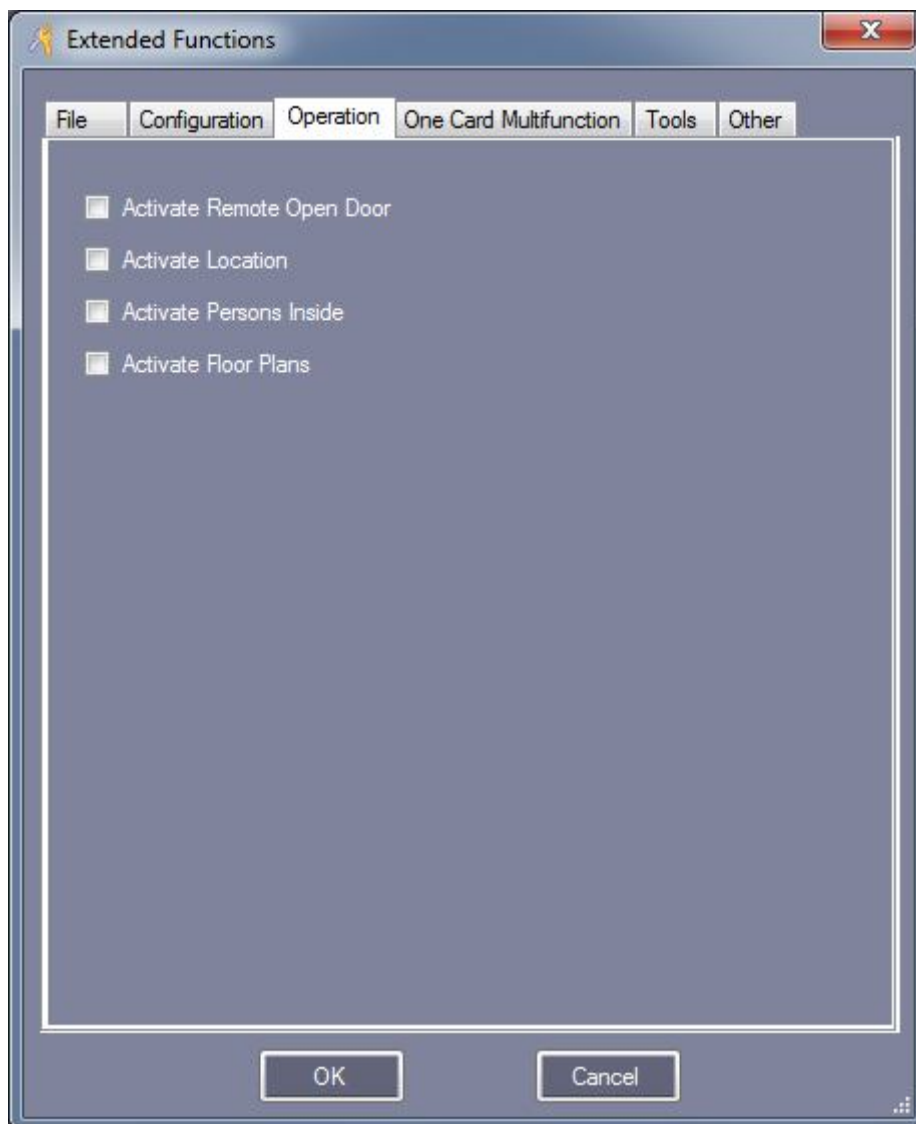 Extended Functions
File Configuration Operation One Card Multifunction Tools Other
Activate Remote Open Door
Activate Location
Activate Persons Inside
Activate Floor Plans
OK Cancel